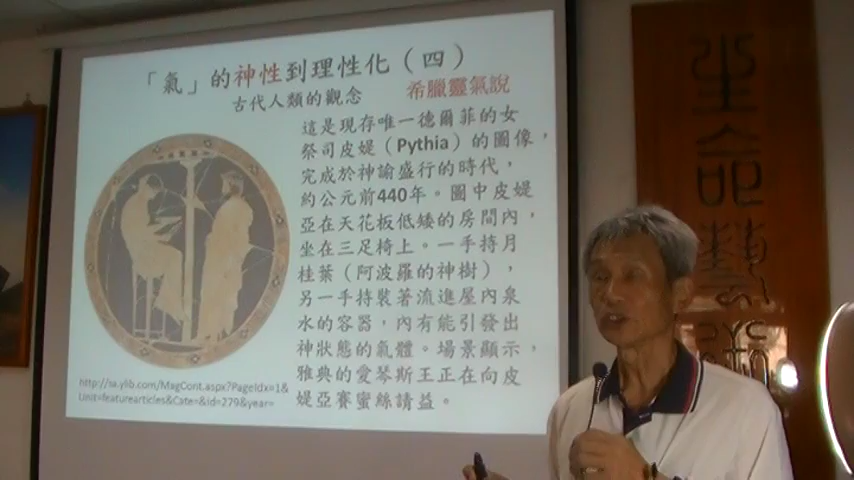 「氣」的神性到理性化（四）
古代人類的觀念　希臘靈氣說
這是現存唯一德爾菲的女
祭司皮媞（Pythia）的圖像，
完成於神諭盛行的時代，
約公元前440年。圖中皮媞
亞在天花板低矮的房間內，
坐在三足椅上。一手持月
桂葉（阿波羅的神樹），
另一手持裝著流進屋內泉
水的容器，內有能引發出
神狀態的氣體。場景顯示，
雅典的愛琴斯王正在向皮
媞亞賽蜜絲請益。
http://sa.ylib.com/MagCont.aspx?PageIdx=1&
Unit=featurearticles&Cate=&id=279&year=
生命